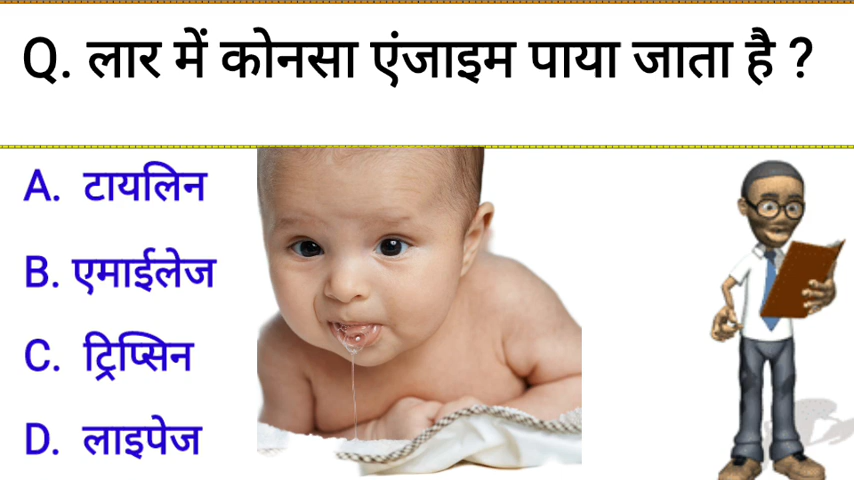 Q. लार में कोनसा एंजाइम पाया जाता है ?
A. टायलिन
B. एमाईलेज
C. ट्रिप्सिन
D. लाइपेज